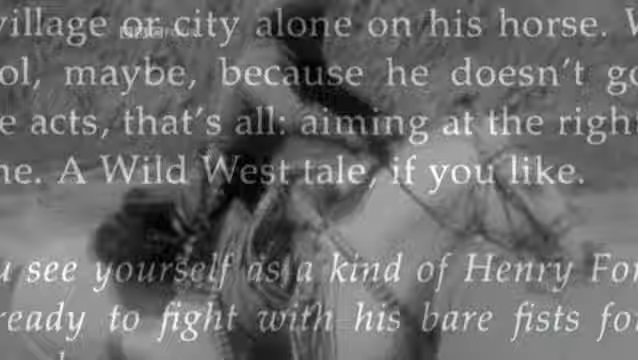 village or city alone on his horse.
ol, maybe, because he doesn't go
e acts, that's all: aiming at the righ
ne. A Wild West tale, if you like.
u see yourself as a kind of Henry For
ready to fight with his bare fists for